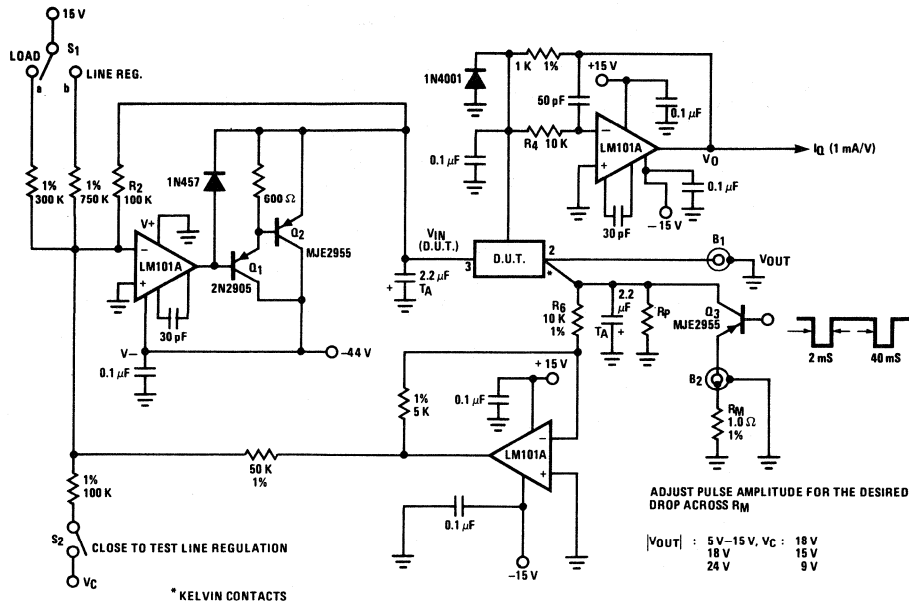 15 V
S1
LOAD
a
b
LINE REG.
1%
300 K
1%
750 K
R2
100 K
1N457
600 Ω
V+
−
+
LM101A
30 pF
V−
0.1 μF
Q1
2N2905
Q2
MJE2955
−44 V
1N4001
1 K
1%
50 pF
+15 V
0.1 μF
0.1 μF
R4
10 K
−
+
LM101A
30 pF
−15 V
0.1 μF
VO
IQ (1 mA/V)
VIN
(D.U.T.)
3
D.U.T.
2
*
2.2 μF
TA
+
B1
VOUT
R6
10 K
1%
2.2
μF
TA
+
RP
Q3
MJE2955
2 mS
40 mS
B2
RM
1.0 Ω
1%
1%
5 K
+ 15 V
0.1 μF
LM101A
−
+
0.1 μF
−15 V
50 K
1%
1%
100 K
S2
CLOSE TO TEST LINE REGULATION
VC
* KELVIN CONTACTS
ADJUST PULSE AMPLITUDE FOR THE DESIRED
DROP ACROSS RM
|VOUT| : 5 V−15 V, VC : 18 V
18 V 15 V
24 V 9 V